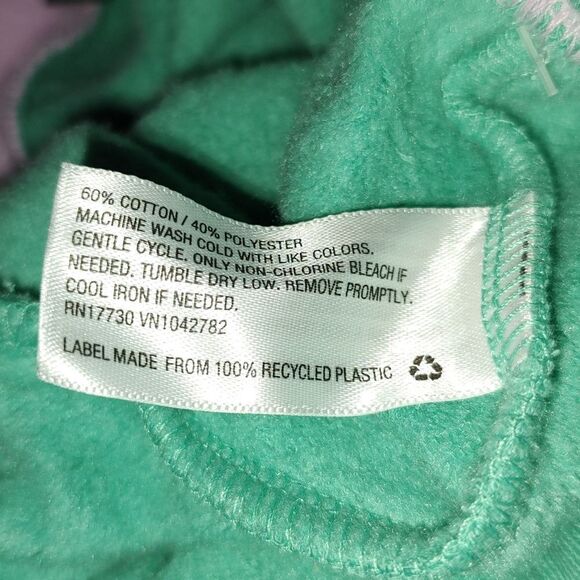 60% COTTON / 40% POLYESTER
MACHINE WASH COLD WITH LIKE COLORS.
GENTLE CYCLE. ONLY NON-CHLORINE BLEACH IF
NEEDED. TUMBLE DRY LOW. REMOVE PROMPTLY.
COOL IRON IF NEEDED.
RN17730 VN1042782
LABEL MADE FROM 100% RECYCLED PLASTIC